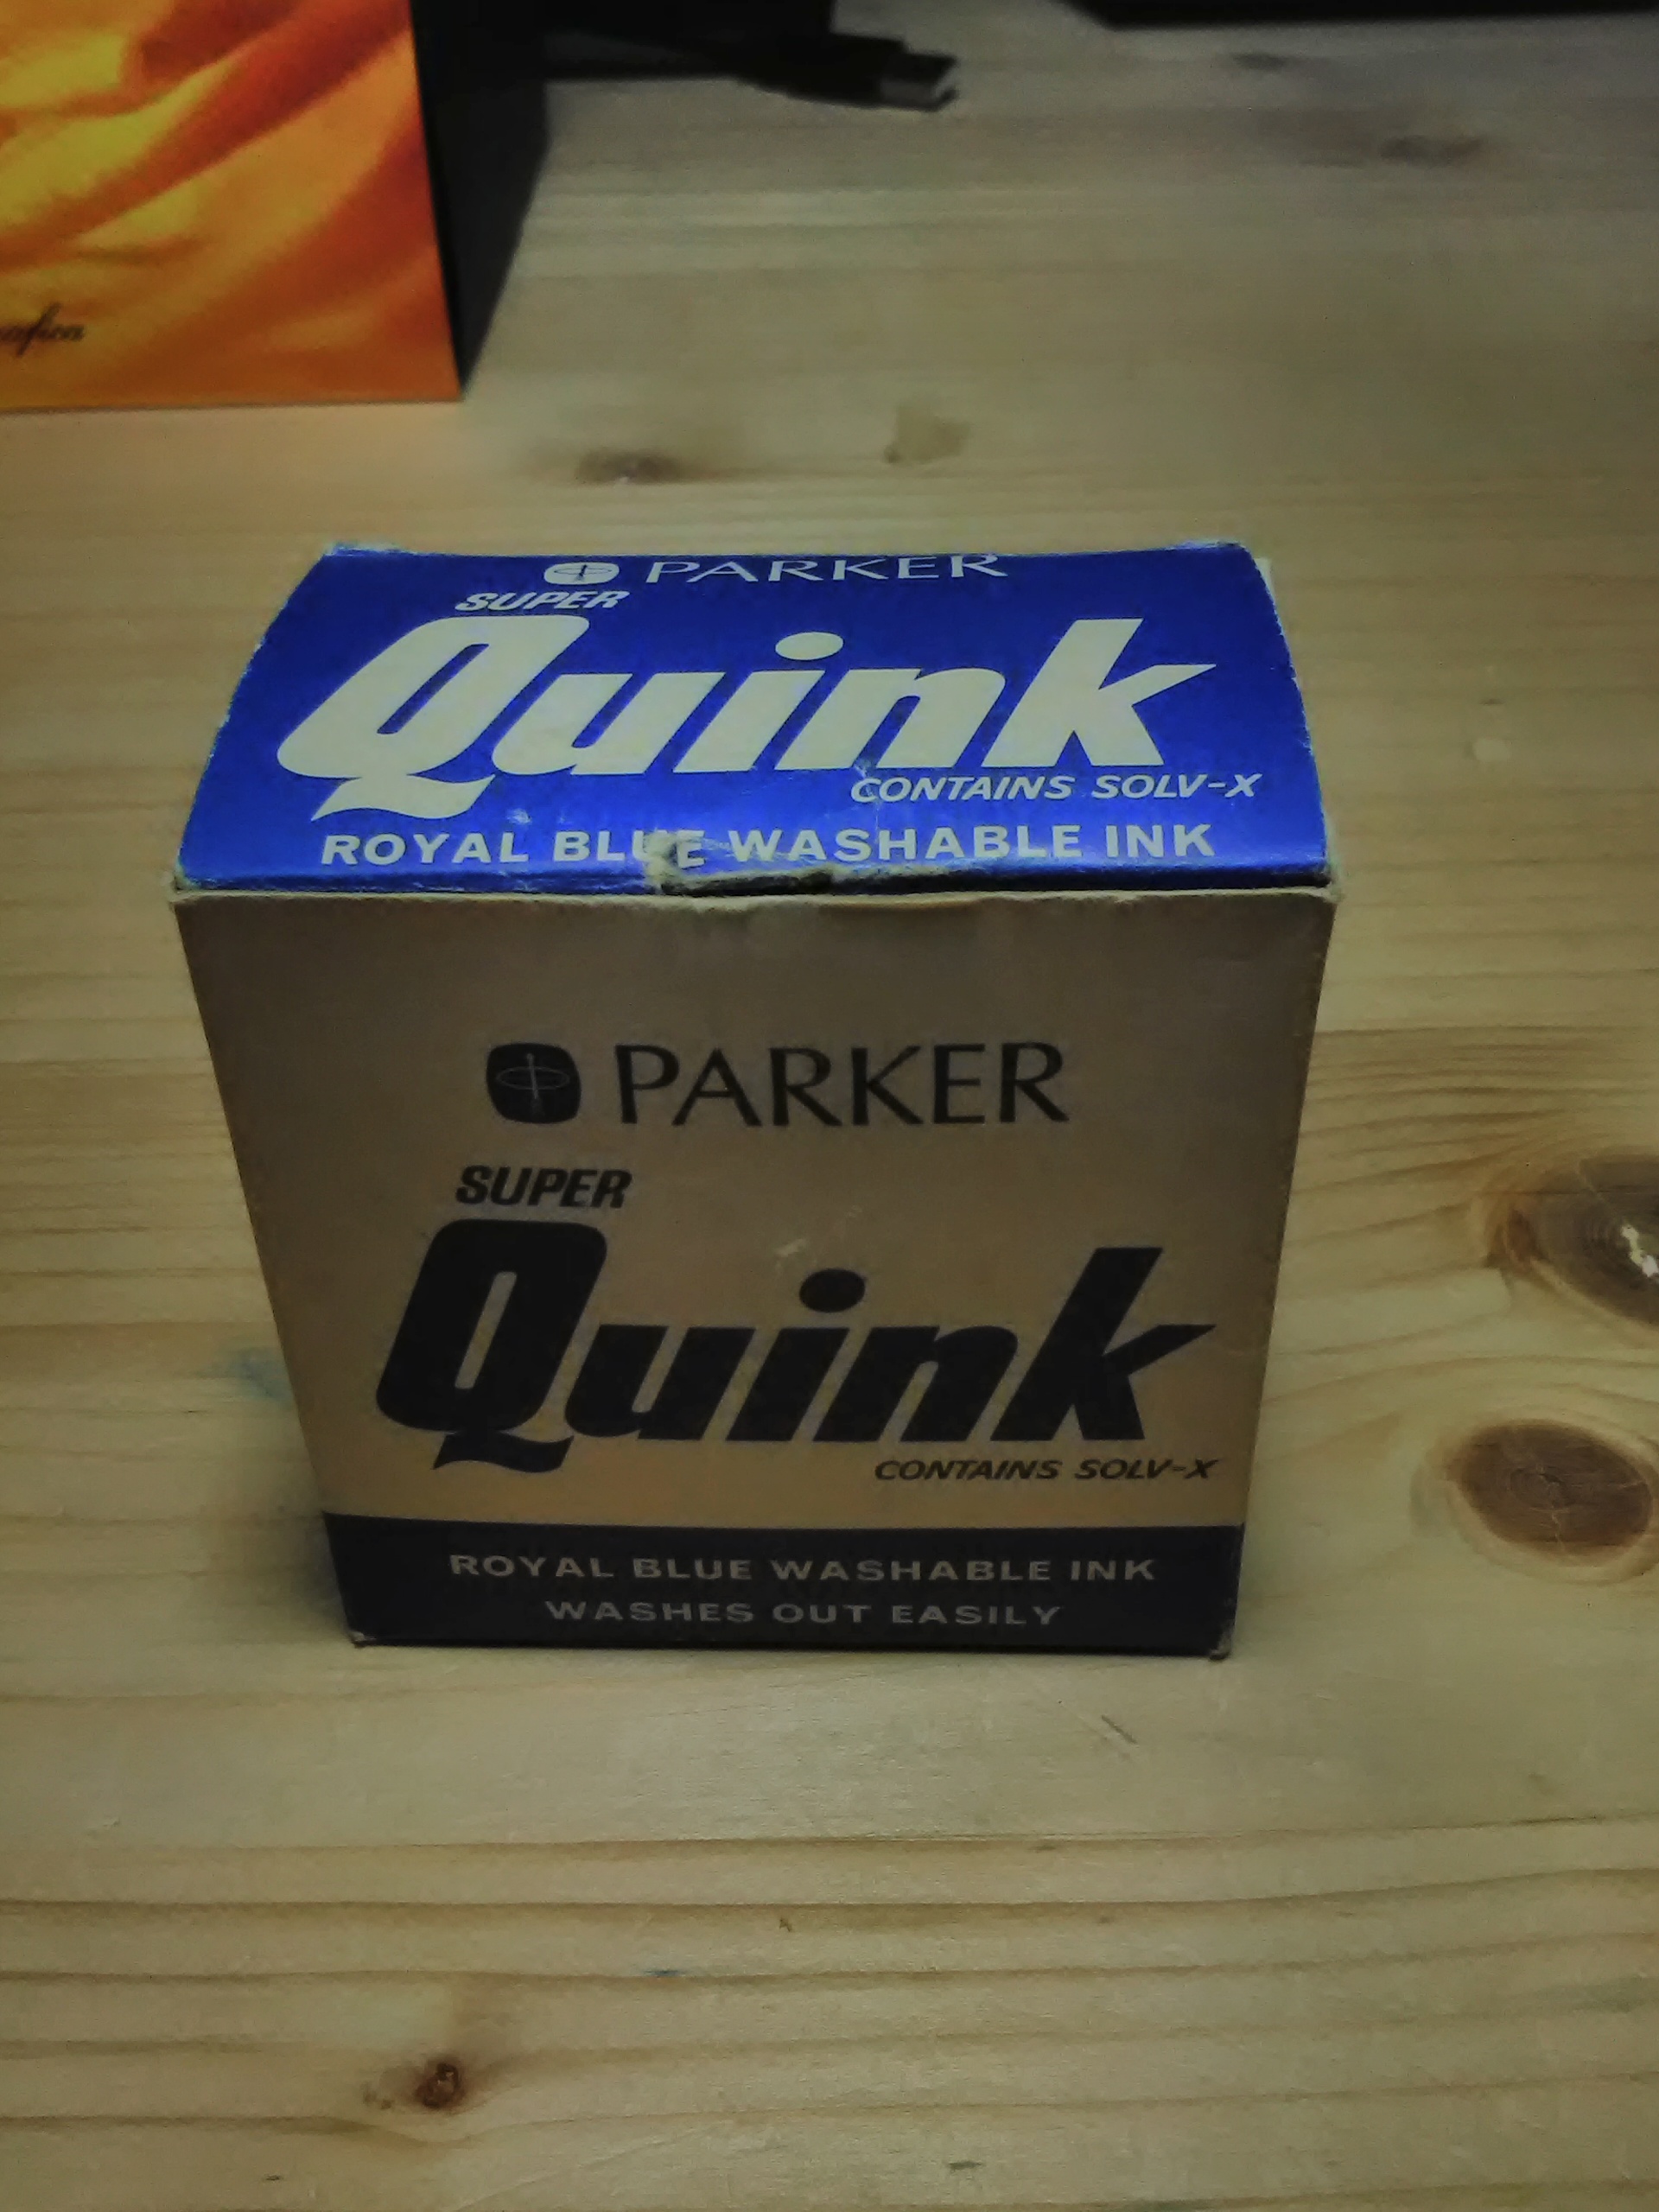 PARKER
SUPER
Quink
CONTAINS SOLV-X
ROYAL BLUE WASHABLE INK
PARKER
SUPER
Quink
CONTAINS SOLV-X
ROYAL BLUE WASHABLE INK
WASHES OUT EASILY